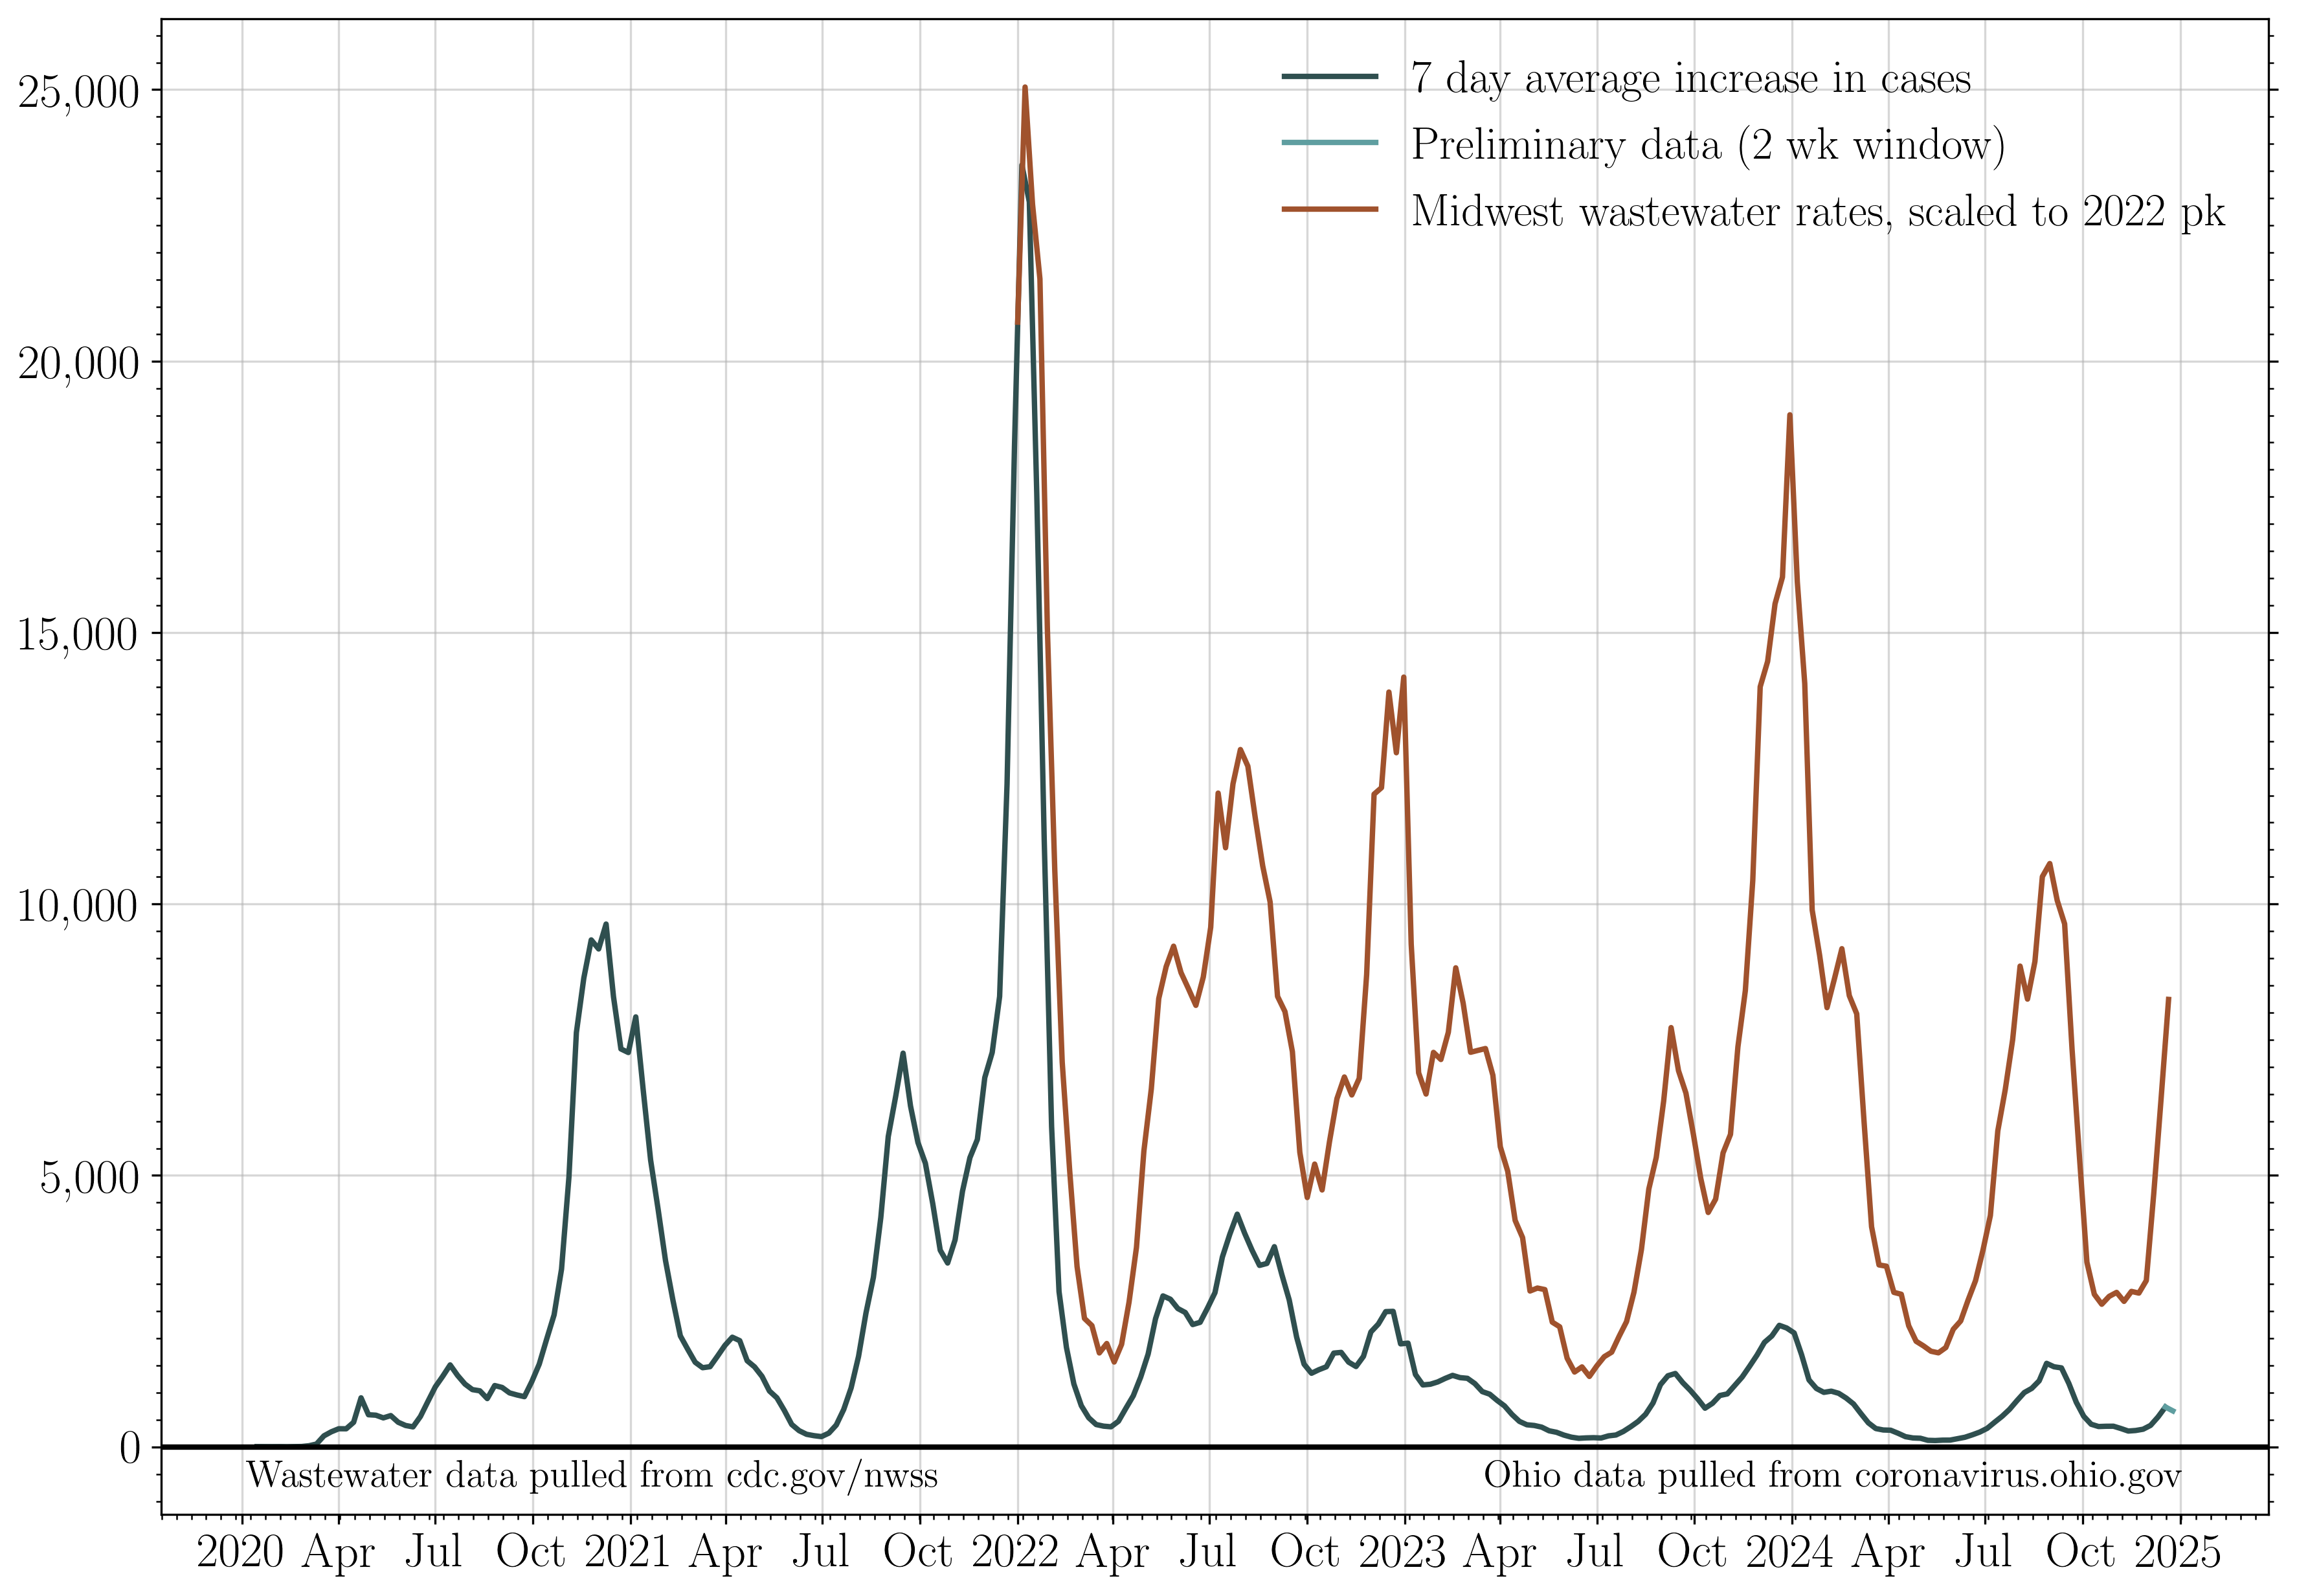 25,000
20,000
15,000
10,000
5,000
0
7 day average increase in cases
Preliminary data (2 wk window)
Midwest wastewater rates, scaled to 2022 pk
Wastewater data pulled from cdc.gov/nwss
Ohio data pulled from coronavirus.ohio.gov
2020 Apr Jul Oct 2021 Apr Jul Oct 2022 Apr Jul Oct 2023 Apr Jul Oct 2024 Apr Jul Oct 2025